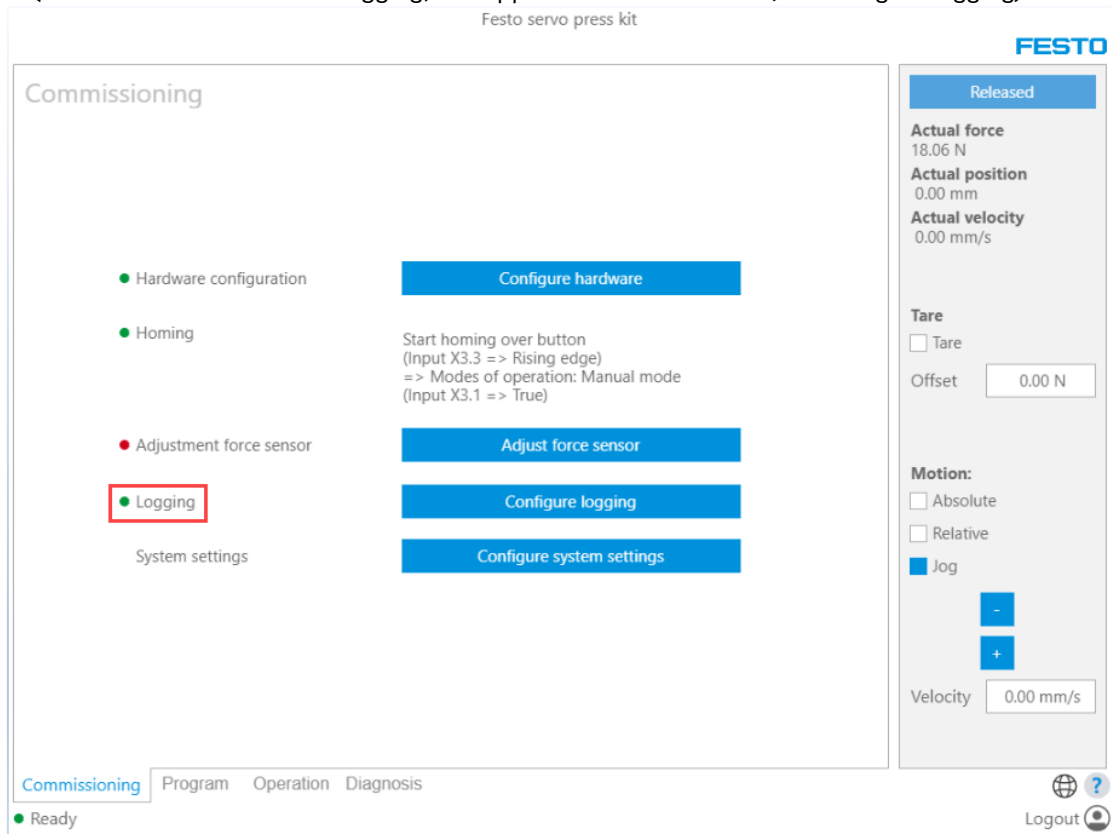 Festo servo press kit
FESTO
Commissioning
Hardware configuration
Configure hardware
Homing
Start homing over button
(Input X3.3 => Rising edge)
=> Modes of operation: Manual mode
(Input X3.1 => True)
Adjustment force sensor
Adjust force sensor
Logging
Configure logging
System settings
Configure system settings
Released
Actual force
18.06 N
Actual position
0.00 mm
Actual velocity
0.00 mm/s
Tare
Tare
Offset 0.00 N
Motion:
Absolute
Relative
Jog
-
+
Velocity 0.00 mm/s
Commissioning Program Operation Diagnosis
?
Ready
Logout